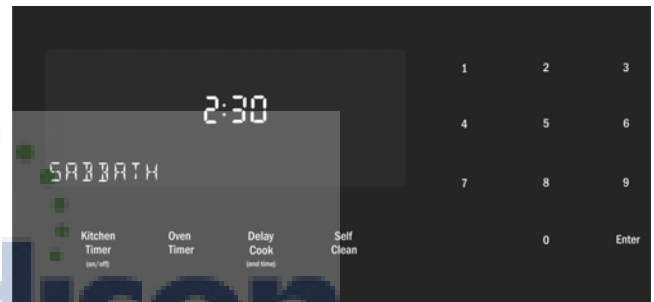 1 2 3
2:30
4 5 6
SABBATH
7 8 9
Kitchen Timer (on/off)
Oven Timer
Delay Cook (end time)
Self Clean
0 Enter